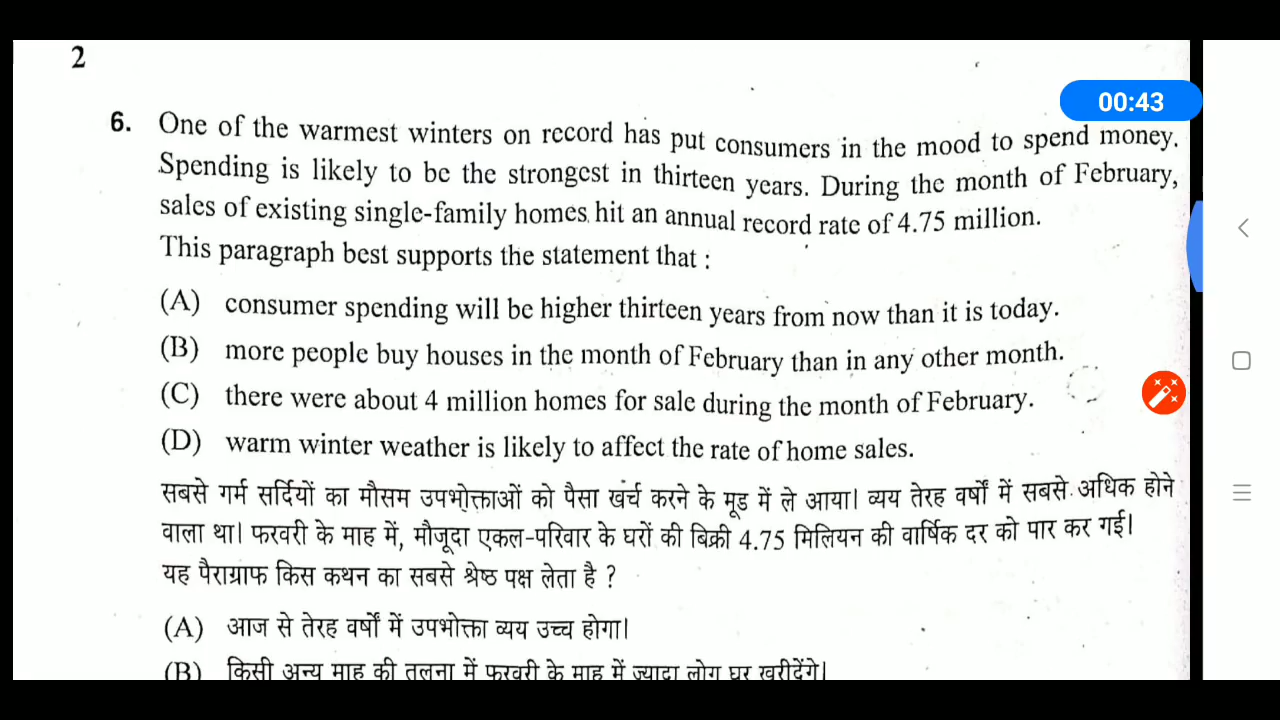 2
00:43
6. One of the warmest winters on record has put consumers in the mood to spend money.
Spending is likely to be the strongest in thirteen years. During the month of February,
sales of existing single-family homes hit an annual record rate of 4.75 million.
This paragraph best supports the statement that :
(A) consumer spending will be higher thirteen years from now than it is today.
(B) more people buy houses in the month of February than in any other month.
(C) there were about 4 million homes for sale during the month of February.
(D) warm winter weather is likely to affect the rate of home sales.
सबसे गर्म सर्दियों का मौसम उपभोक्ताओं को पैसा खर्च करने के मूड में ले आया। व्यय तेरह वर्षों में सबसे अधिक होने
वाला था। फरवरी के माह में, मौजूदा एकल-परिवार के घरों की बिक्री 4.75 मिलियन की वार्षिक दर को पार कर गई।
यह पैराग्राफ किस कथन का सबसे श्रेष्ठ पक्ष लेता है ?
(A) आज से तेरह वर्षों में उपभोक्ता व्यय उच्च होगा।
(B) किसी अन्य माह की तुलना में फरवरी के माह में ज्यादा लोग घर खरीदेंगे।